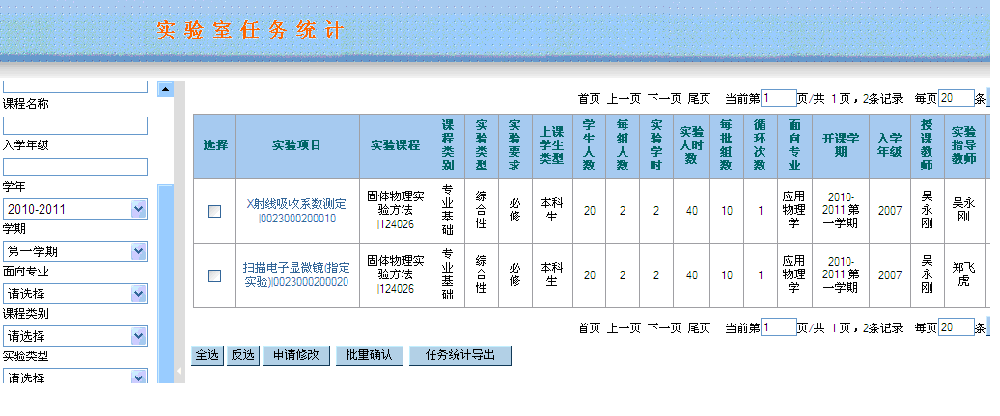 实验室任务统计
课程名称
入学年级
学年
2010-2011
学期
第一学期
面向专业
请选择
课程类别
请选择
实验类型
请选择
首页 上一页 下一页 尾页 当前第1页/共 1页，2条记录 每页20条
选择 实验项目 实验课程 课程类别 实验类型 实验要求 上课学生类型 学生人数 每组人数 实验学时 实验人时数 每批组数 循环次数 面向专业 开课学期 入学年级 授课教师 实验指导教师
X射线吸收系数测定|0023000200010 固体物理实验方法|124026 专业基础 综合性 必修 本科生 20 2 2 40 10 1 应用物理学 2010-2011 第一学期 2007 吴永刚 吴永刚
扫描电子显微镜(指定实验)|0023000200020 固体物理实验方法|124026 专业基础 综合性 必修 本科生 20 2 2 40 10 1 应用物理学 2010-2011 第一学期 2007 吴永刚 郑飞虎
首页 上一页 下一页 尾页 当前第1页/共 1页，2条记录 每页20条
全选 反选 申请修改 批量确认 任务统计导出